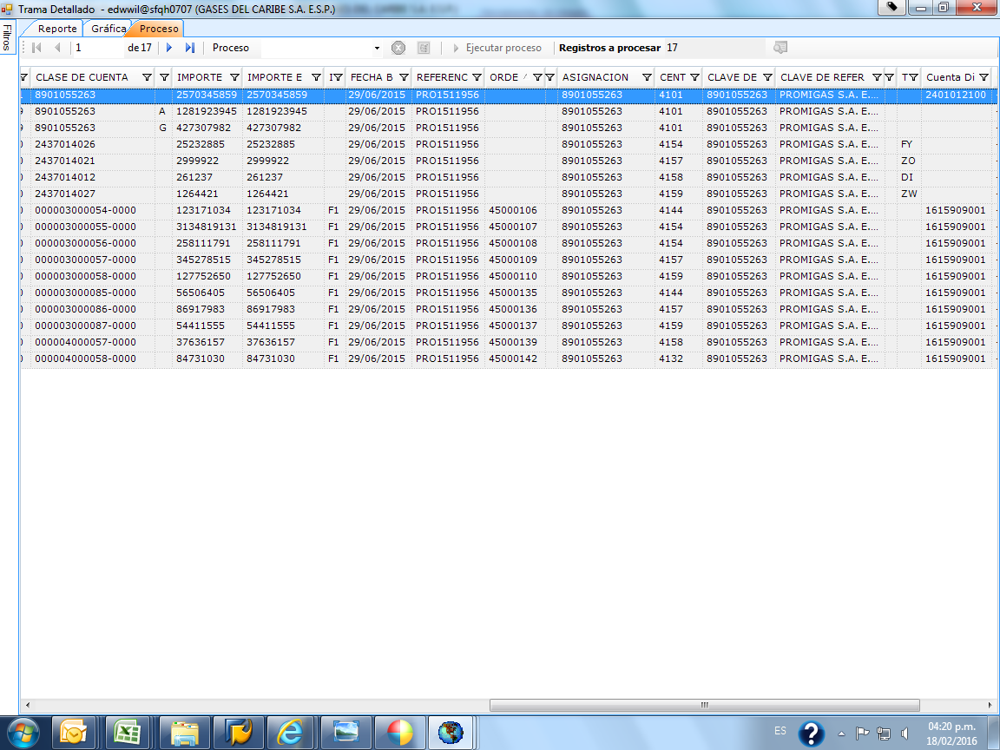 Trama Detallado - edwwil@sfqh0707 (GASES DEL CARIBE S.A. E.S.P.)
Filtros
Reporte Gráfica Proceso
1 de 17 Proceso Ejecutar proceso Registros a procesar 17
CLASE DE CUENTA IMPORTE IMPORTE E I FECHA B REFERENC ORDE ASIGNACION CENT CLAVE DE CLAVE DE REFER T Cuenta Di
8901055263 2570345859 2570345859 29/06/2015 PRO1511956 8901055263 4101 8901055263 PROMIGAS S.A. E.... 2401012100
8901055263 A 1281923945 1281923945 29/06/2015 PRO1511956 8901055263 4101 8901055263 PROMIGAS S.A. E....
8901055263 G 427307982 427307982 29/06/2015 PRO1511956 8901055263 4101 8901055263 PROMIGAS S.A. E....
2437014026 25232885 25232885 29/06/2015 PRO1511956 8901055263 4154 8901055263 PROMIGAS S.A. E.... FY
2437014021 2999922 2999922 29/06/2015 PRO1511956 8901055263 4157 8901055263 PROMIGAS S.A. E.... ZO
2437014012 261237 261237 29/06/2015 PRO1511956 8901055263 4158 8901055263 PROMIGAS S.A. E.... DI
2437014027 1264421 1264421 29/06/2015 PRO1511956 8901055263 4159 8901055263 PROMIGAS S.A. E.... ZW
000003000054-0000 123171034 123171034 F1 29/06/2015 PRO1511956 45000106 8901055263 4144 8901055263 PROMIGAS S.A. E.... 1615909001
000003000055-0000 3134819131 3134819131 F1 29/06/2015 PRO1511956 45000107 8901055263 4154 8901055263 PROMIGAS S.A. E.... 1615909001
000003000056-0000 258111791 258111791 F1 29/06/2015 PRO1511956 45000108 8901055263 4154 8901055263 PROMIGAS S.A. E.... 1615909001
000003000057-0000 345278515 345278515 F1 29/06/2015 PRO1511956 45000109 8901055263 4157 8901055263 PROMIGAS S.A. E.... 1615909001
000003000058-0000 127752650 127752650 F1 29/06/2015 PRO1511956 45000110 8901055263 4159 8901055263 PROMIGAS S.A. E.... 1615909001
000003000085-0000 56506405 56506405 F1 29/06/2015 PRO1511956 45000135 8901055263 4144 8901055263 PROMIGAS S.A. E.... 1615909001
000003000086-0000 86917983 86917983 F1 29/06/2015 PRO1511956 45000136 8901055263 4157 8901055263 PROMIGAS S.A. E.... 1615909001
000003000087-0000 54411555 54411555 F1 29/06/2015 PRO1511956 45000137 8901055263 4159 8901055263 PROMIGAS S.A. E.... 1615909001
000004000057-0000 37636157 37636157 F1 29/06/2015 PRO1511956 45000139 8901055263 4158 8901055263 PROMIGAS S.A. E.... 1615909001
000004000058-0000 84731030 84731030 F1 29/06/2015 PRO1511956 45000142 8901055263 4132 8901055263 PROMIGAS S.A. E.... 1615909001
ES
04:20 p.m.
18/02/2016